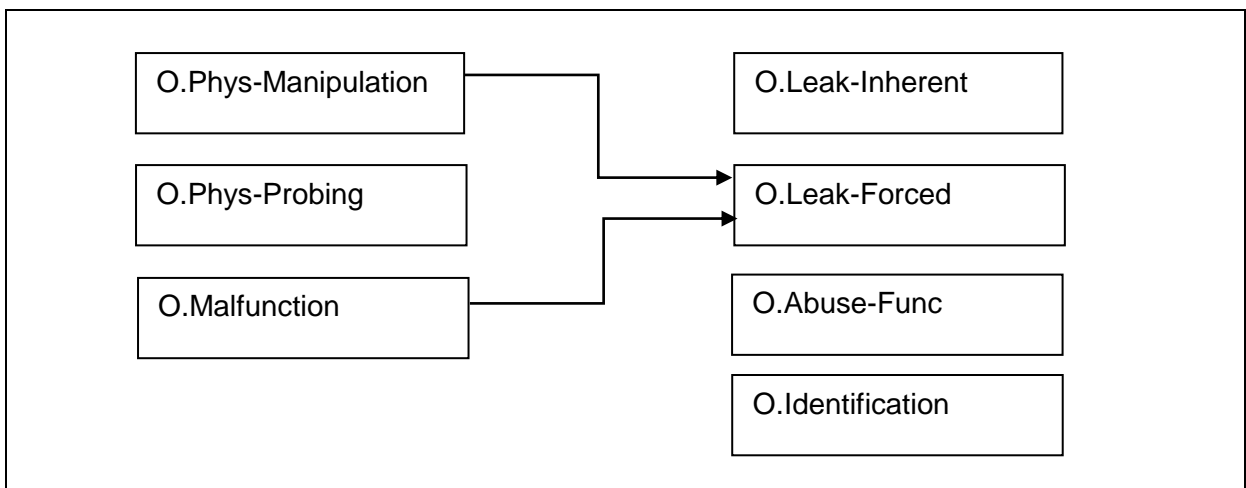 O.Phys-Manipulation
O.Leak-Inherent
O.Phys-Probing
O.Leak-Forced
O.Malfunction
O.Abuse-Func
O.Identification